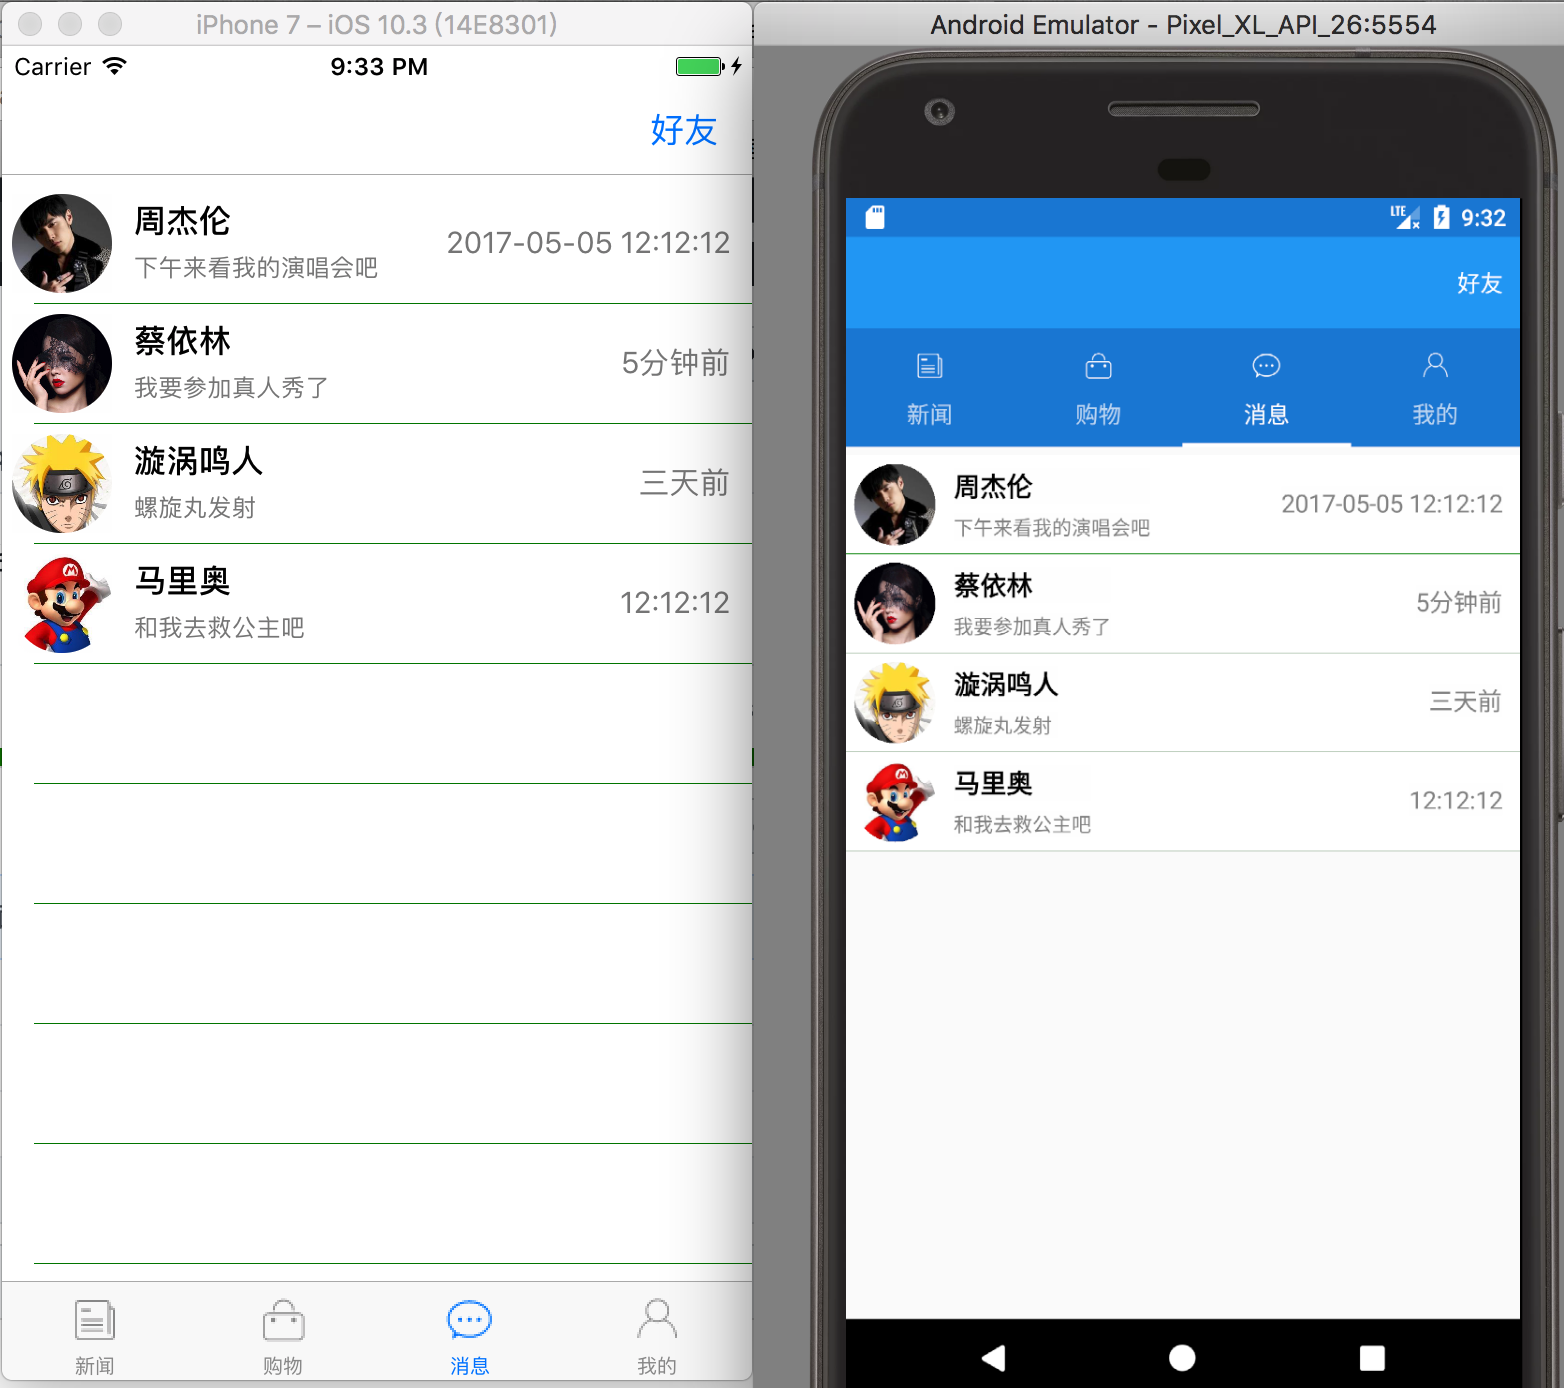 iPhone 7 – iOS 10.3 (14E8301)
Carrier 9:33 PM
好友
周杰伦
下午来看我的演唱会吧
2017-05-05 12:12:12
蔡依林
我要参加真人秀了
5分钟前
漩涡鸣人
螺旋丸发射
三天前
马里奥
和我去救公主吧
12:12:12
新闻 购物 消息 我的
Android Emulator - Pixel_XL_API_26:5554
LTE 9:32
好友
新闻 购物 消息 我的
周杰伦
下午来看我的演唱会吧
2017-05-05 12:12:12
蔡依林
我要参加真人秀了
5分钟前
漩涡鸣人
螺旋丸发射
三天前
马里奥
和我去救公主吧
12:12:12